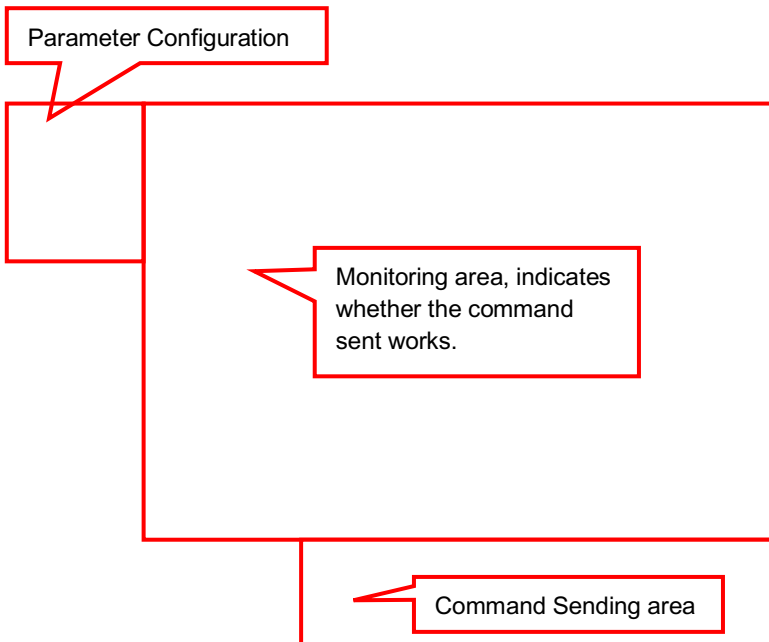 Parameter Configuration
Monitoring area, indicates
whether the command
sent works.
Command Sending area